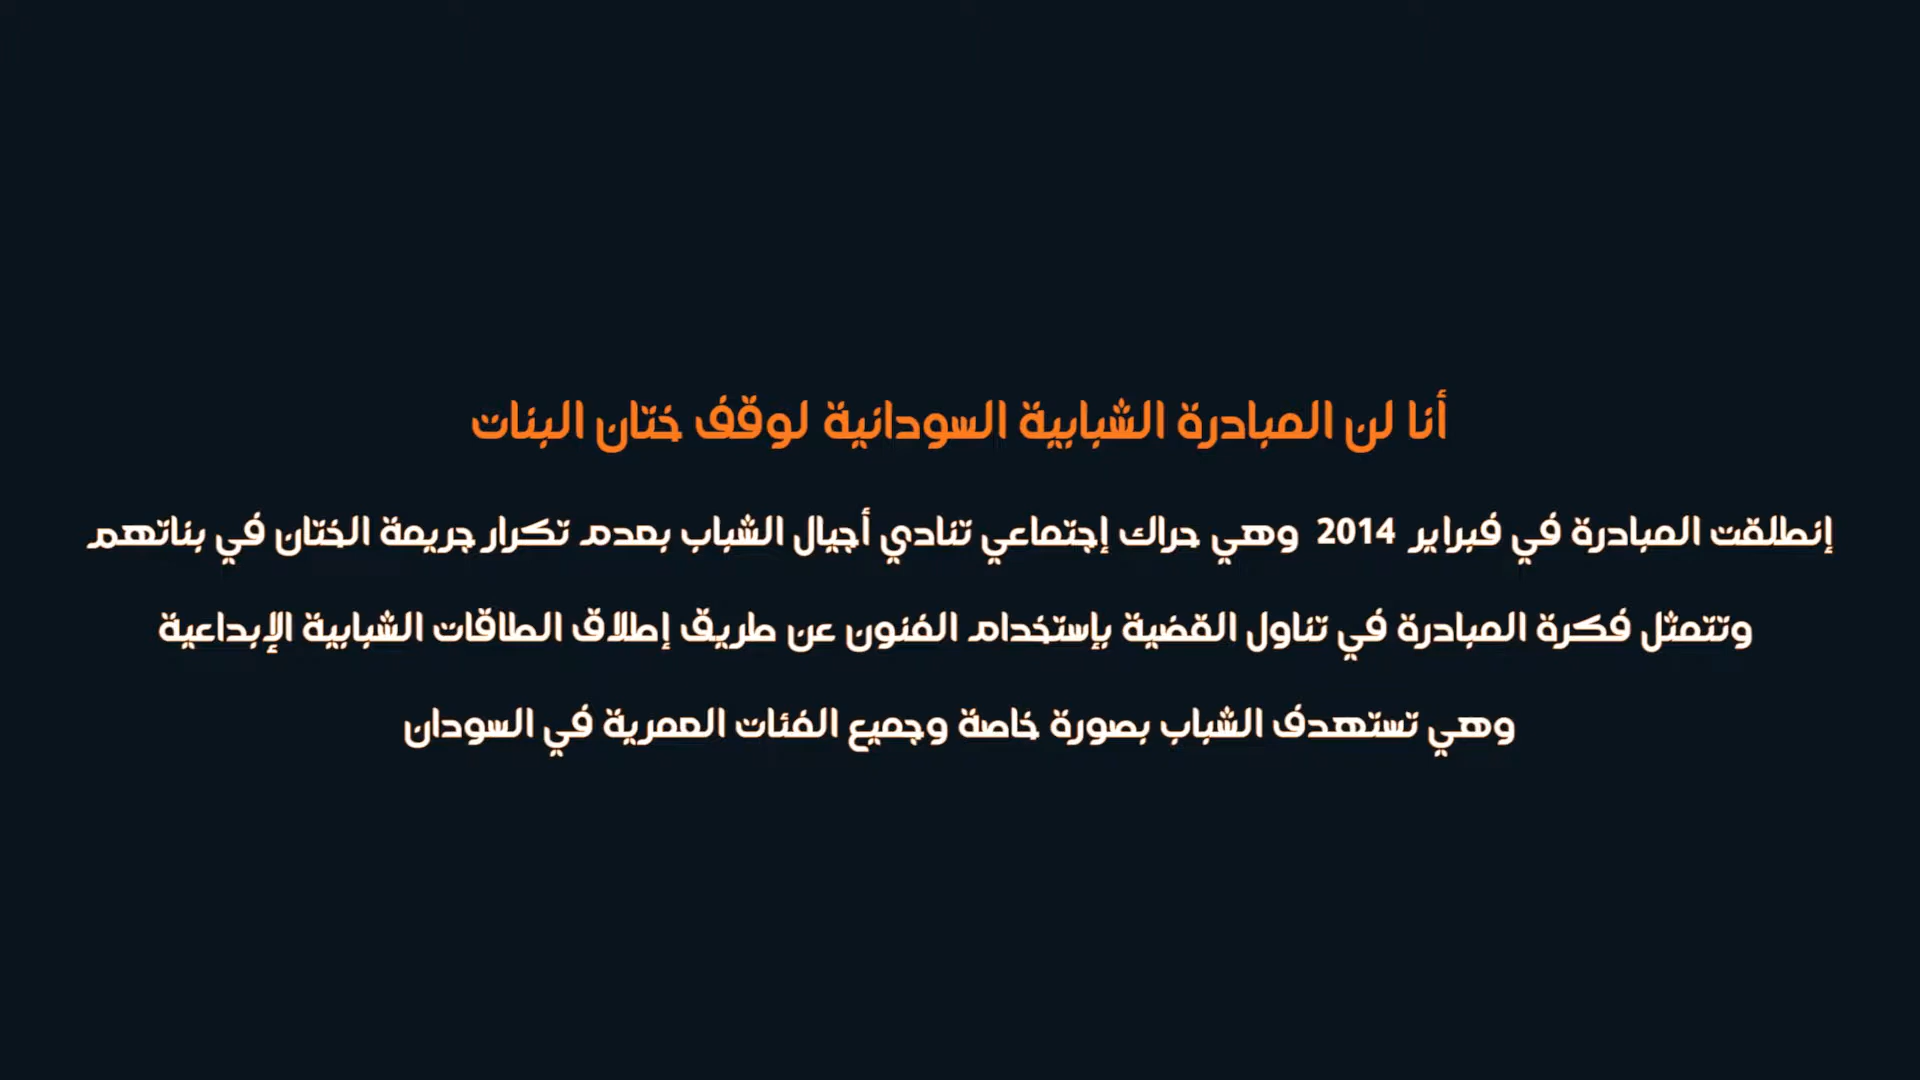 أنا لن المبادرة الشبابية السودانية لوقف ختان البنات
إنطلقت المبادرة في فبراير 2014 وهي حراك إجتماعي تنادي أجيال الشباب بعدم تكرار جريمة الختان في بناتهم
وتتمثل فكرة المبادرة في تناول القضية بإستخدام الفنون عن طريق إطلاق الطاقات الشبابية الإبداعية
وهي تستهدف الشباب بصورة خاصة وجميع الفئات العمرية في السودان